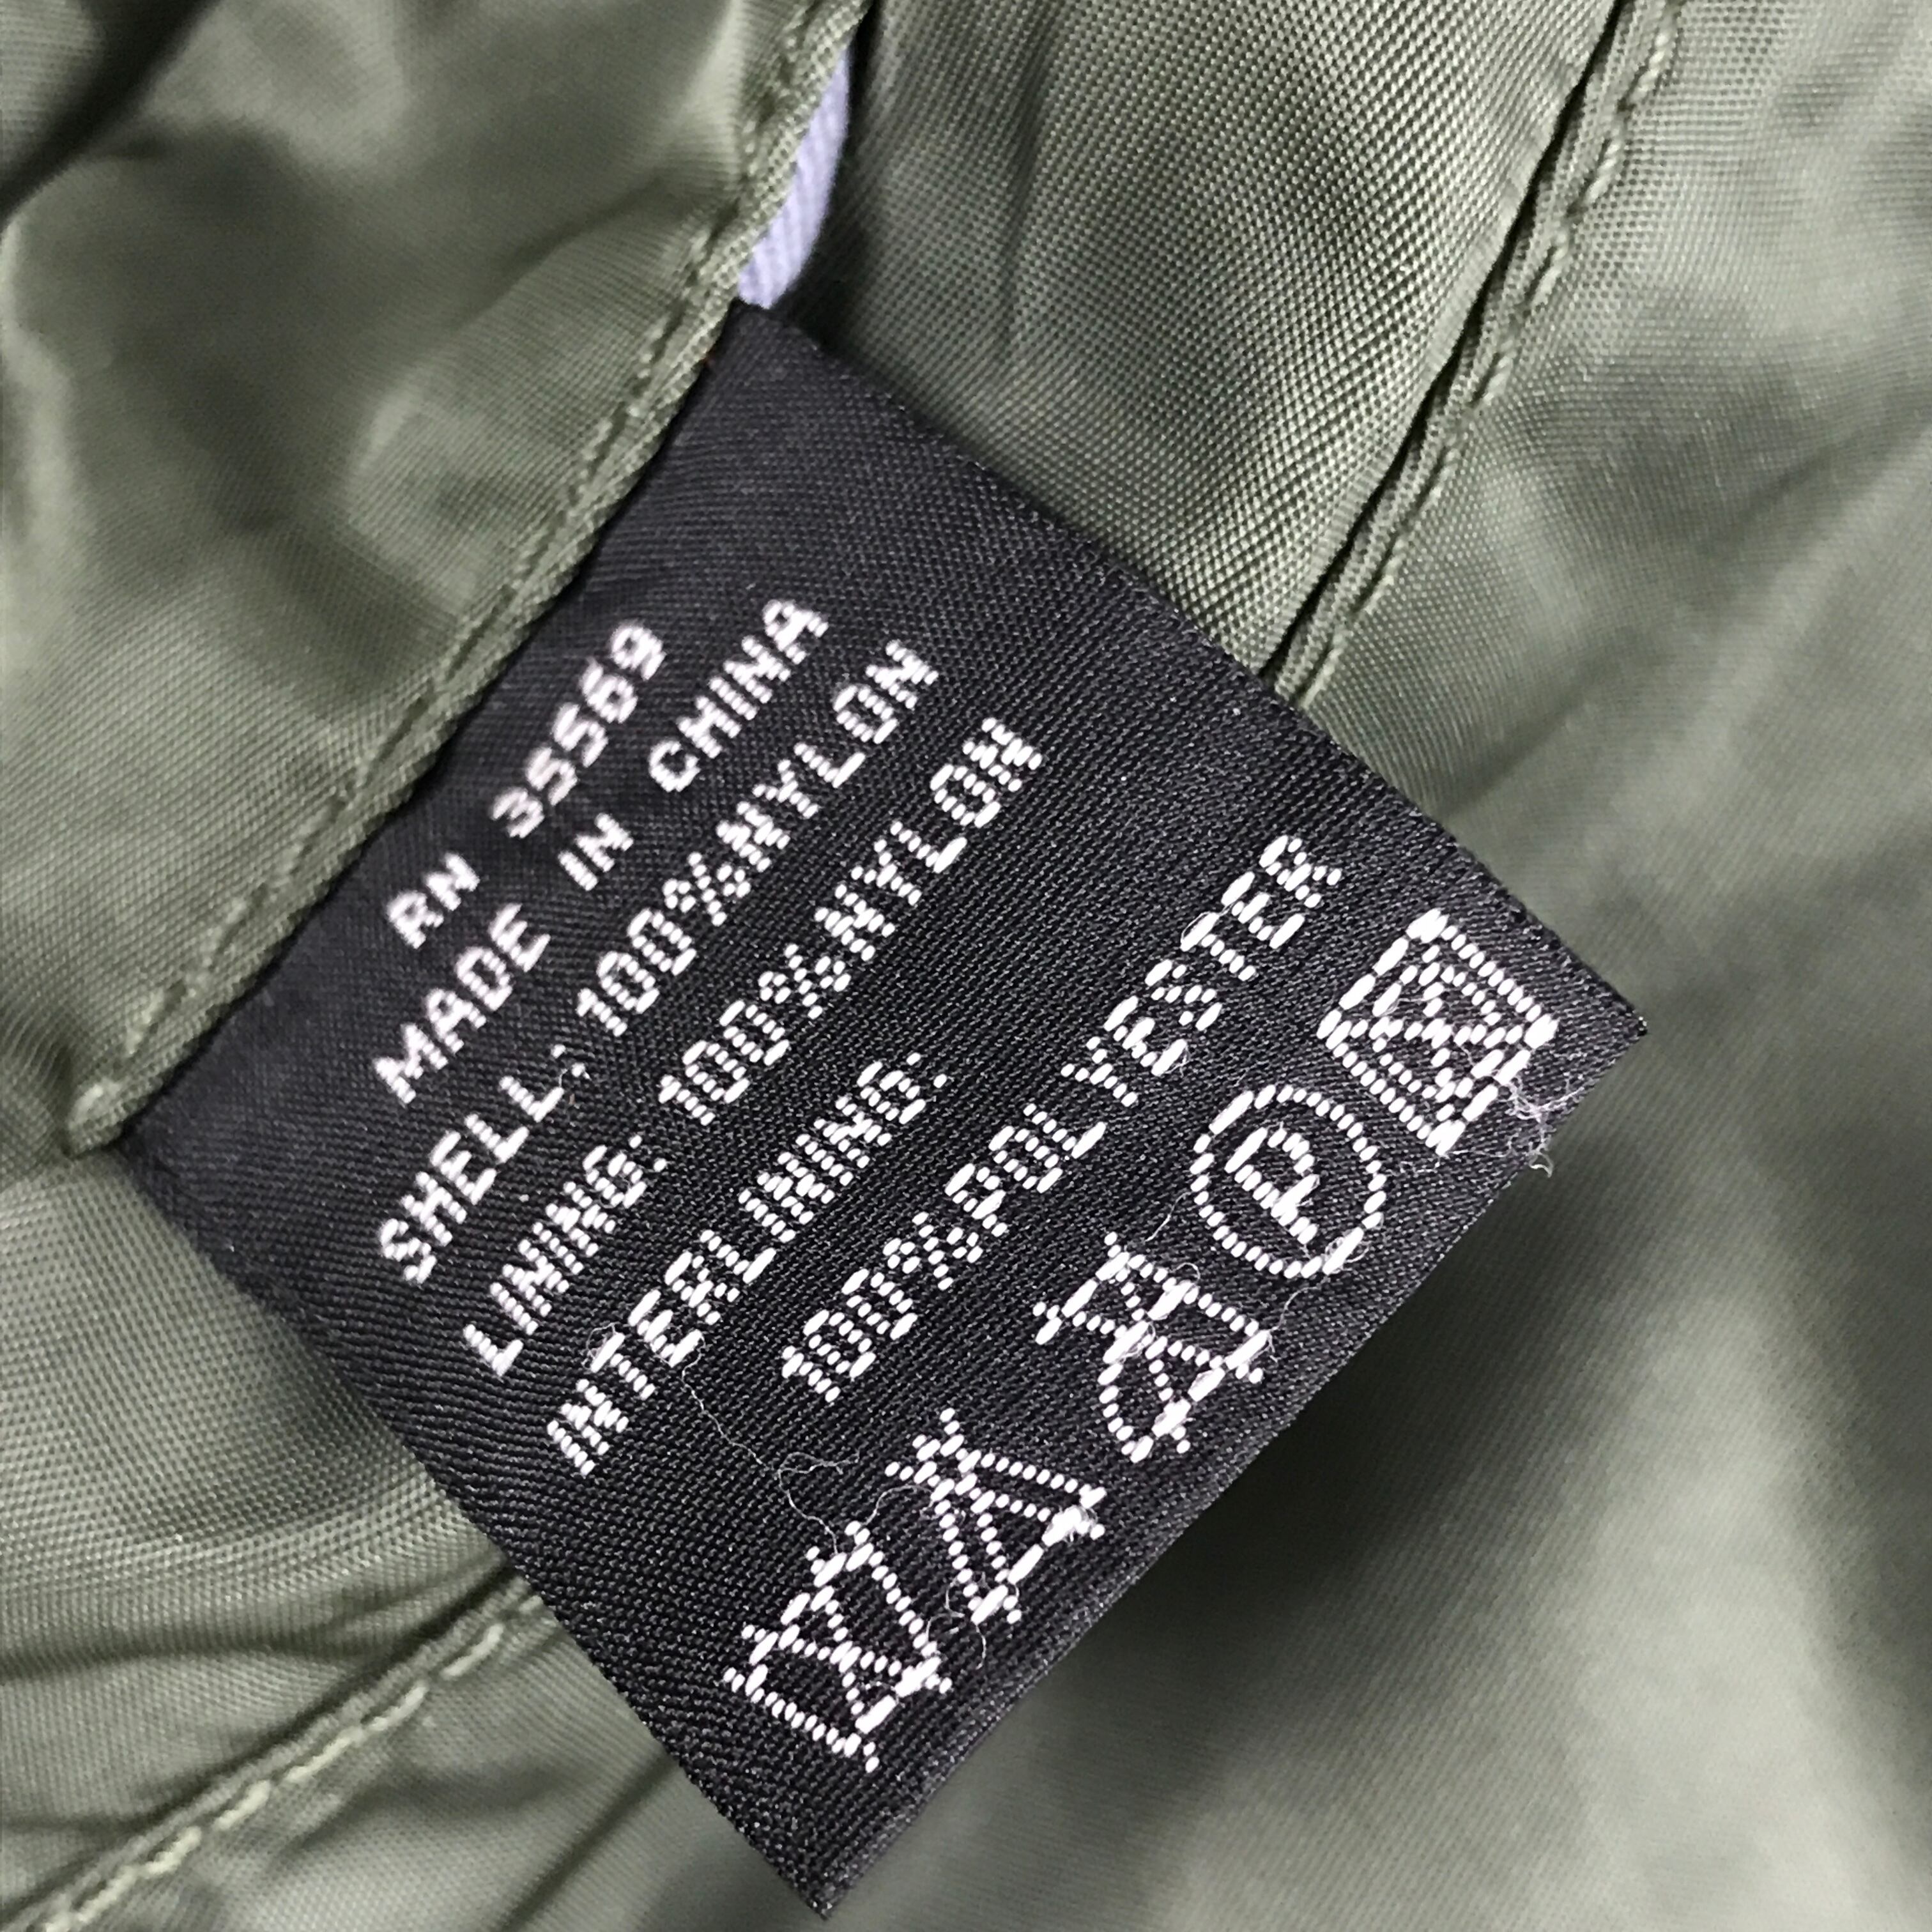 RN 35569
MADE IN CHINA
SHELL: 100%NYLON
LINING: 100%NYLON
INTERLINING:
100%POLYESTER
P